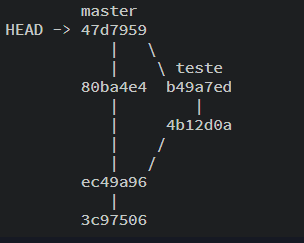 master
HEAD -> 47d7959
| \
| \ teste
80ba4e4 b49a7ed
| |
| 4b12d0a
| /
| /
ec49a96
|
3c97506